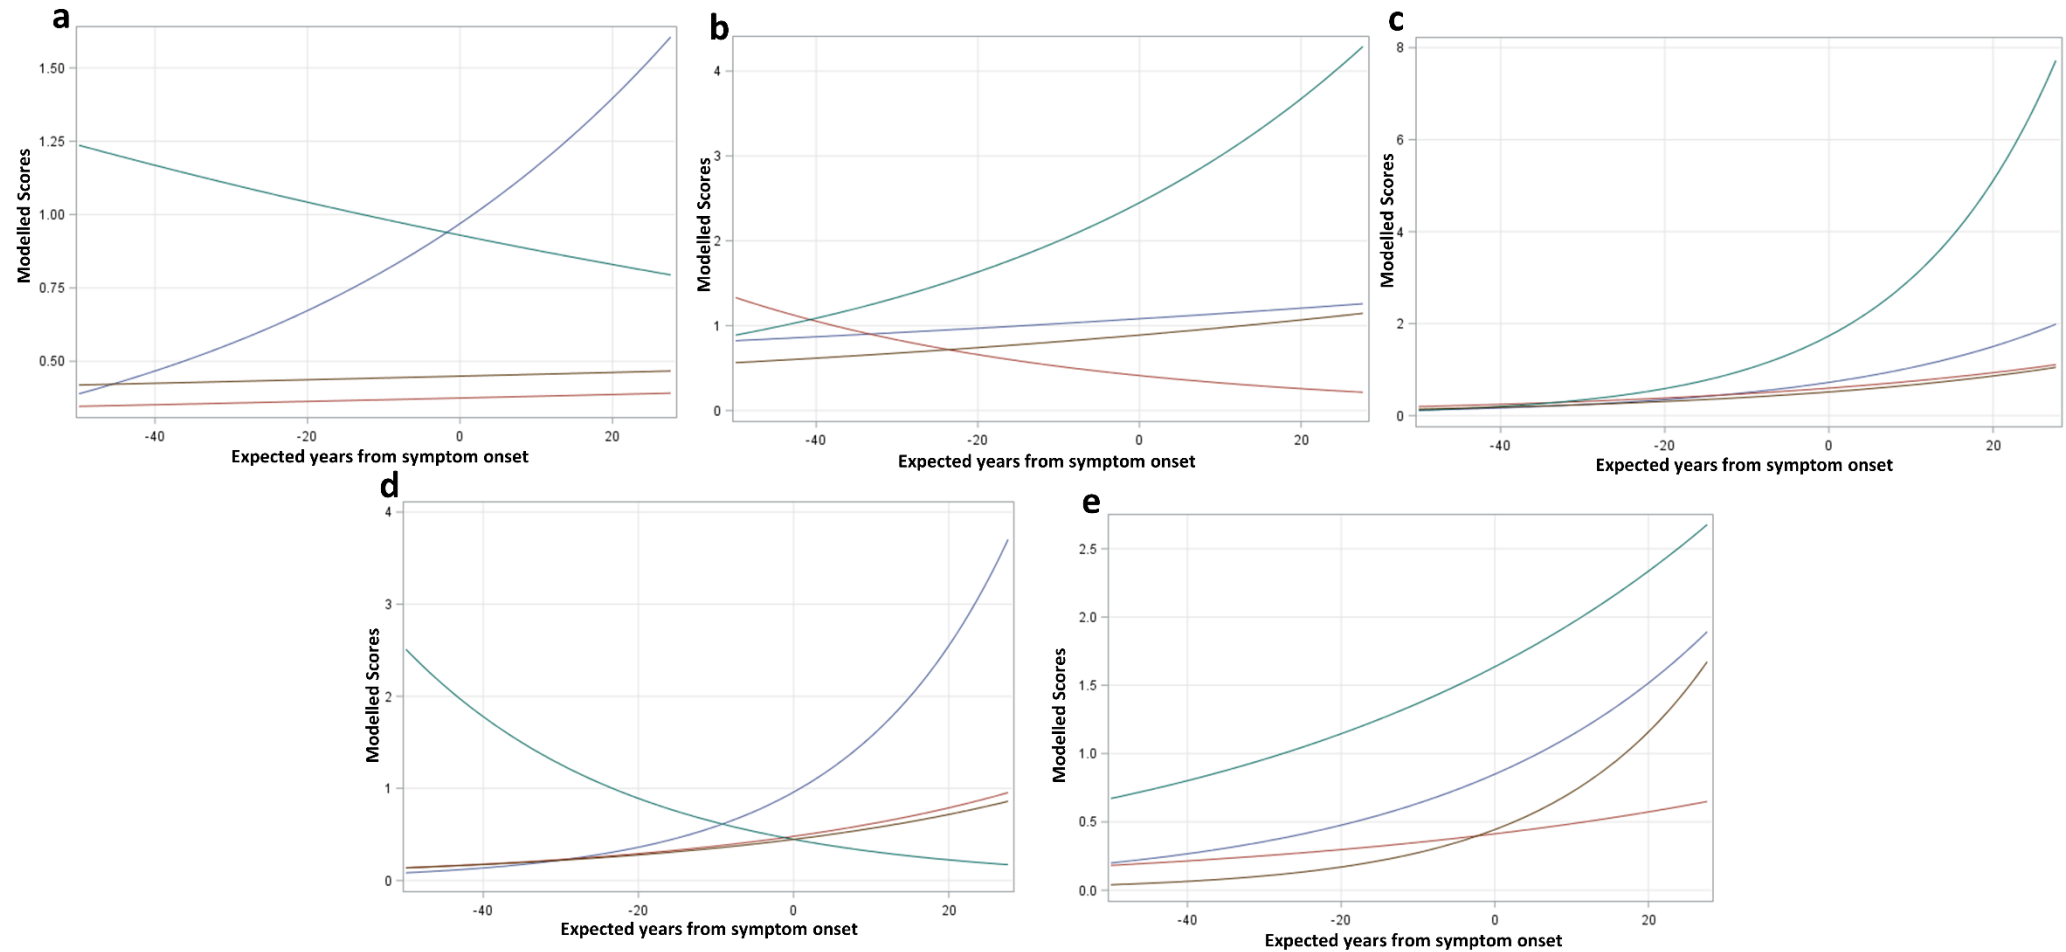 a
1.50
1.25
1.00
0.75
0.50
Modelled Scores
-40 -20 0 20
Expected years from symptom onset
b
4
3
2
1
0
Modelled Scores
-40 -20 0 20
Expected years from symptom onset
c
8
6
4
2
0
Modelled Scores
-40 -20 0 20
Expected years from symptom onset
d
4
3
2
1
0
Modelled Scores
-40 -20 0 20
Expected years from symptom onset
e
2.5
2.0
1.5
1.0
0.5
0.0
Modelled Scores
-40 -20 0 20
Expected years from symptom onset